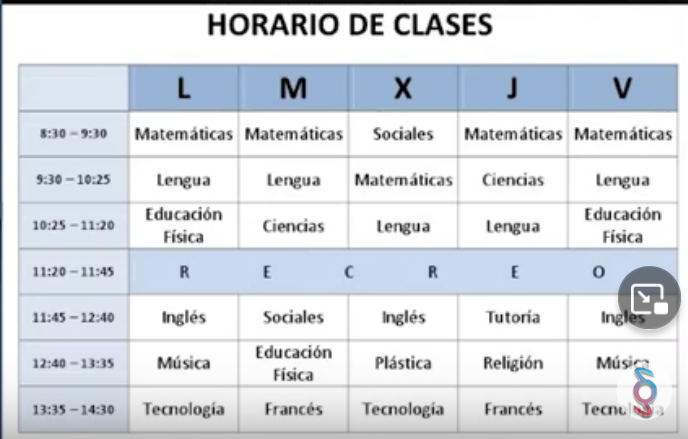 HORARIO DE CLASES
L M X J V
8:30 – 9:30 Matemáticas Matemáticas Sociales Matemáticas Matemáticas
9:30 – 10:25 Lengua Lengua Matemáticas Ciencias Lengua
10:25 – 11:20 Educación Física Ciencias Lengua Lengua Educación Física
11:20 – 11:45 R E C R E O
11:45 – 12:40 Inglés Sociales Inglés Tutoría Inglés
12:40 – 13:35 Música Educación Física Plástica Religión Música
13:35 – 14:30 Tecnología Francés Tecnología Francés Tecnología